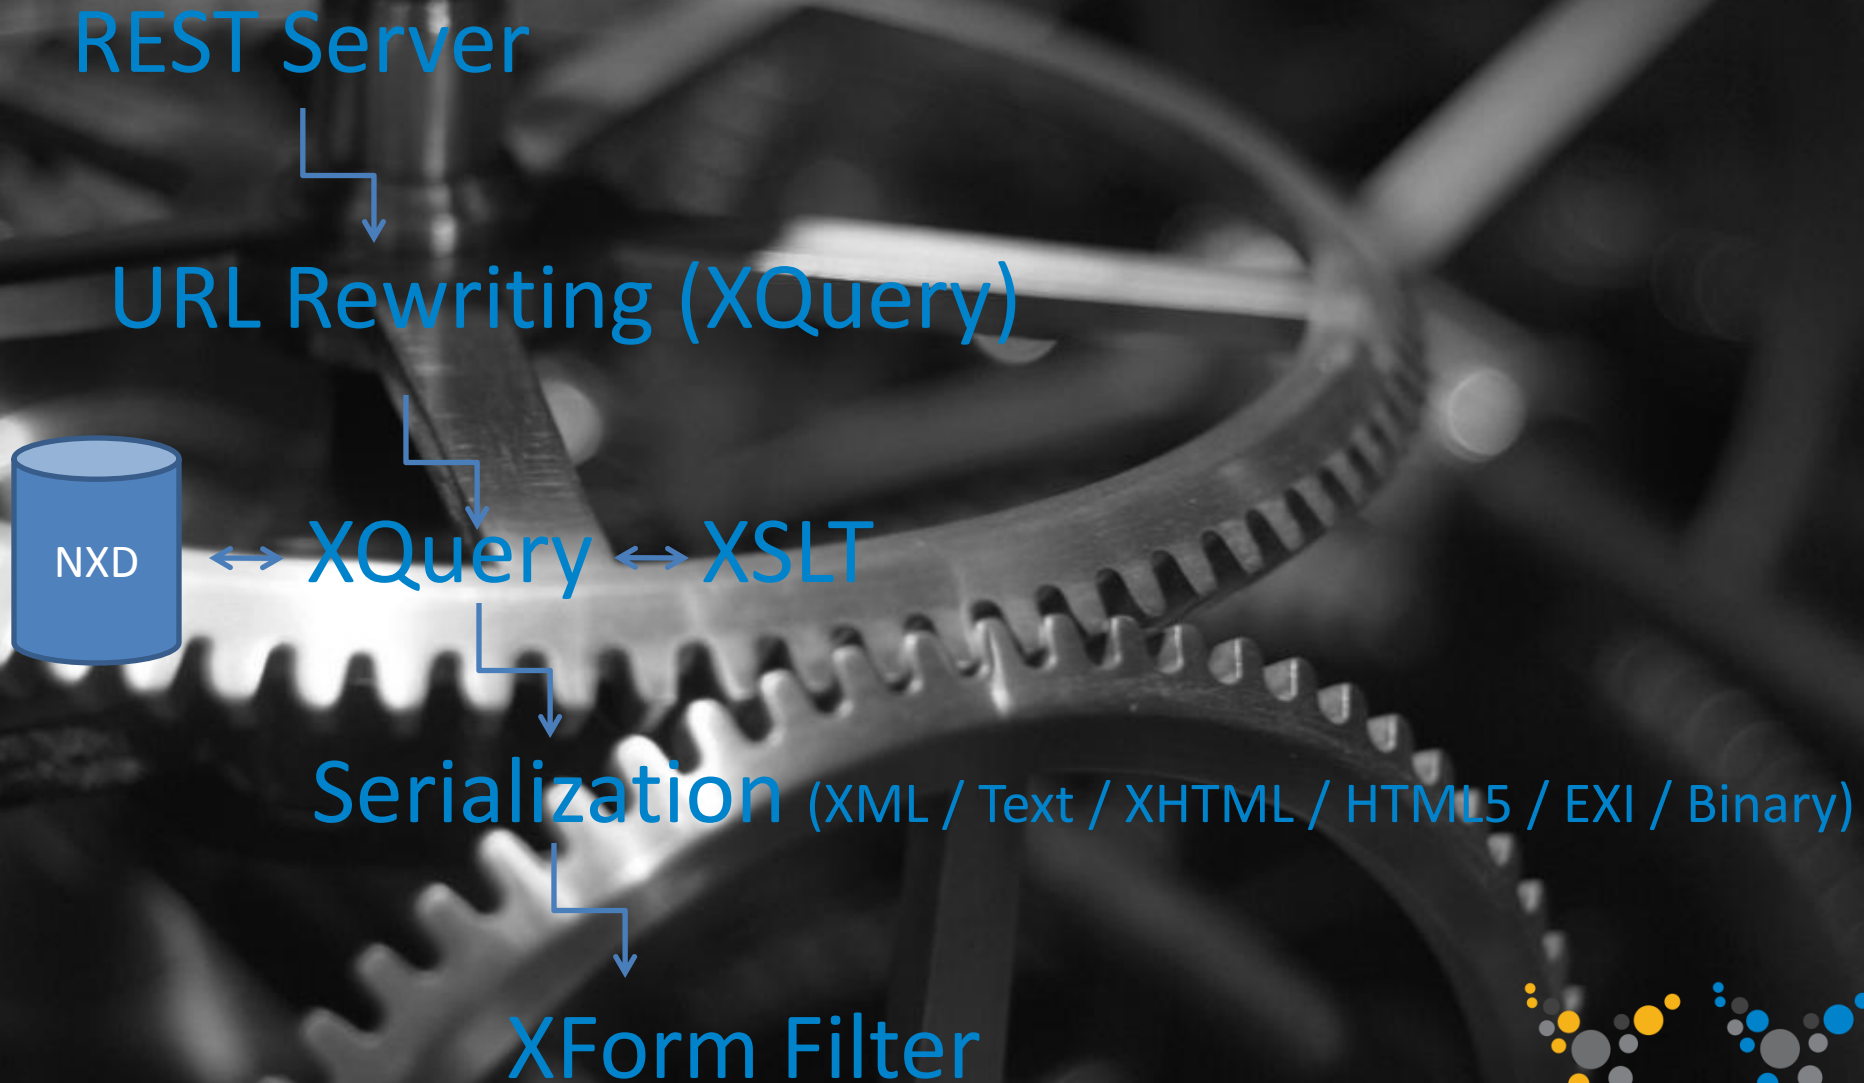 REST Server
URL Rewriting (XQuery)
NXD
XQuery
XSLT
Serialization (XML / Text / XHTML / HTML5 / EXI / Binary)
XForm Filter